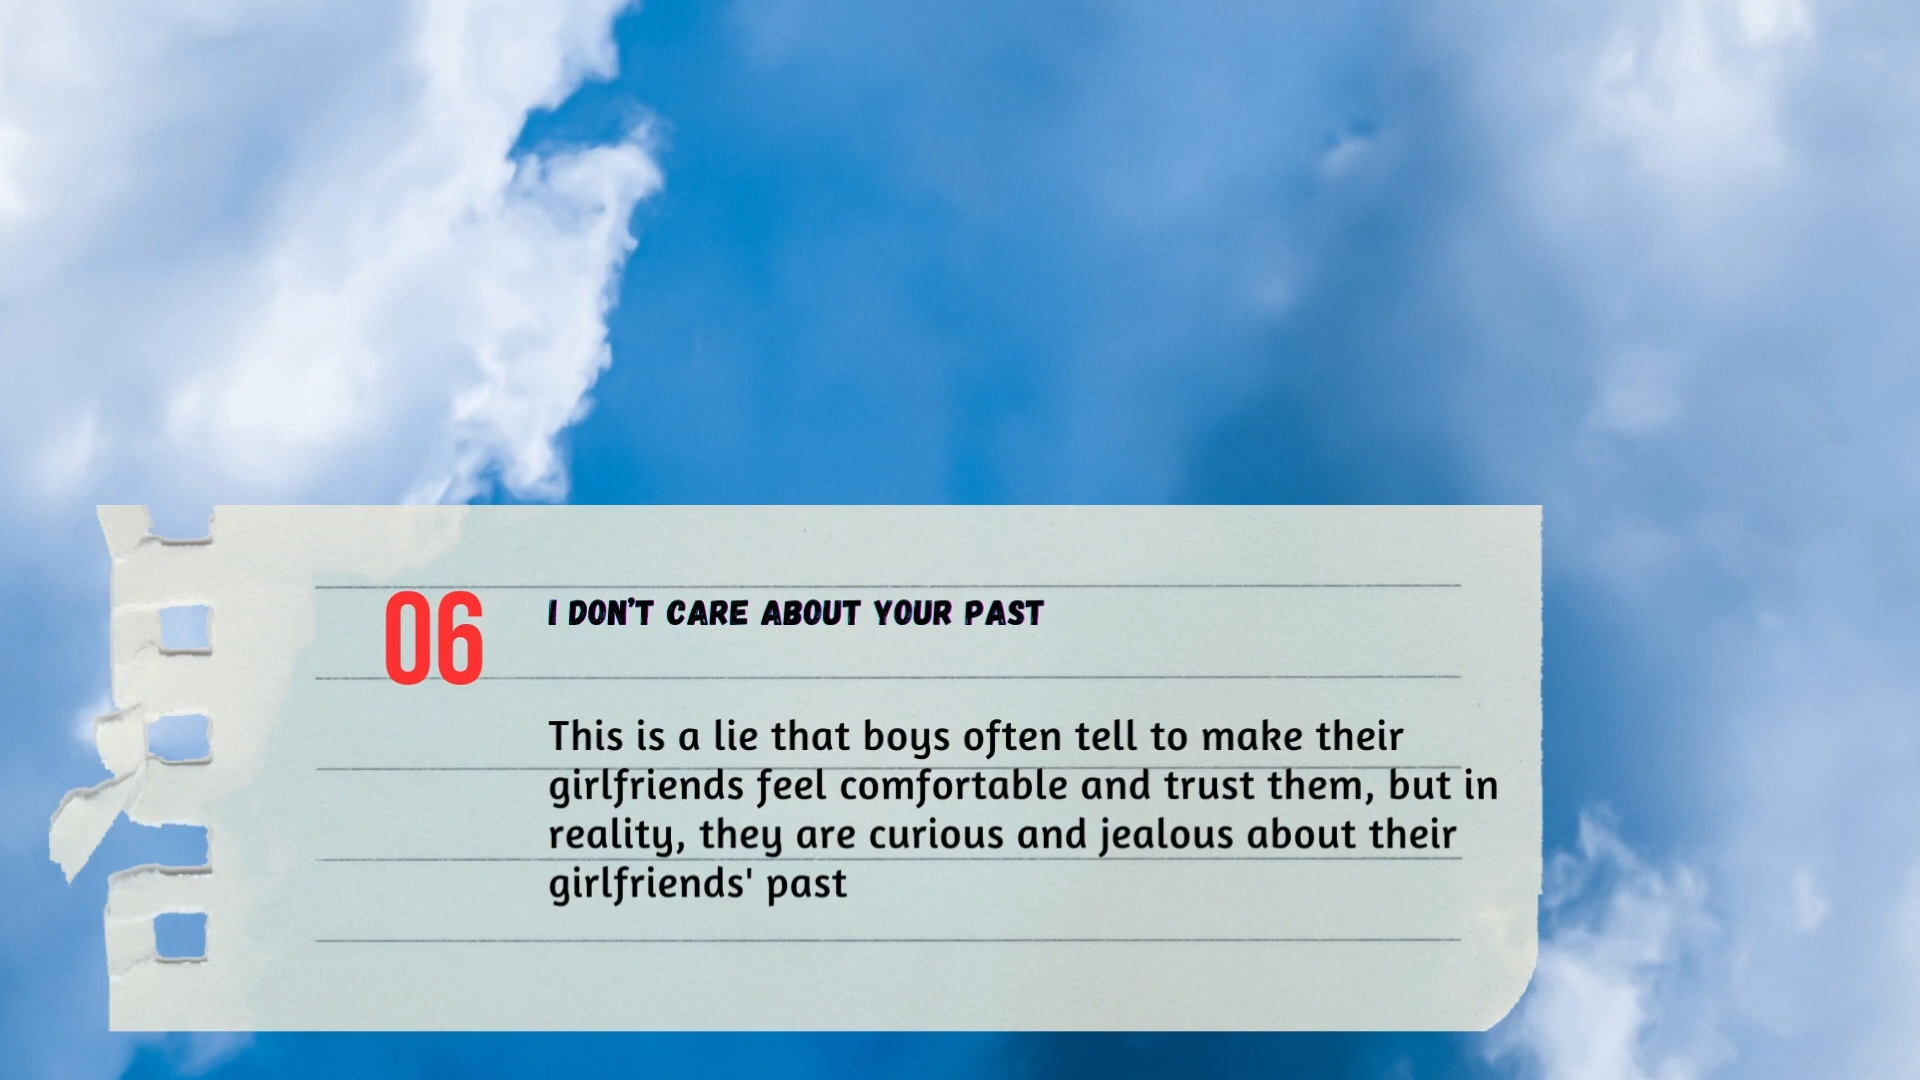 06
I DON'T CARE ABOUT YOUR PAST
This is a lie that boys often tell to make their
girlfriends feel comfortable and trust them, but in
reality, they are curious and jealous about their
girlfriends' past